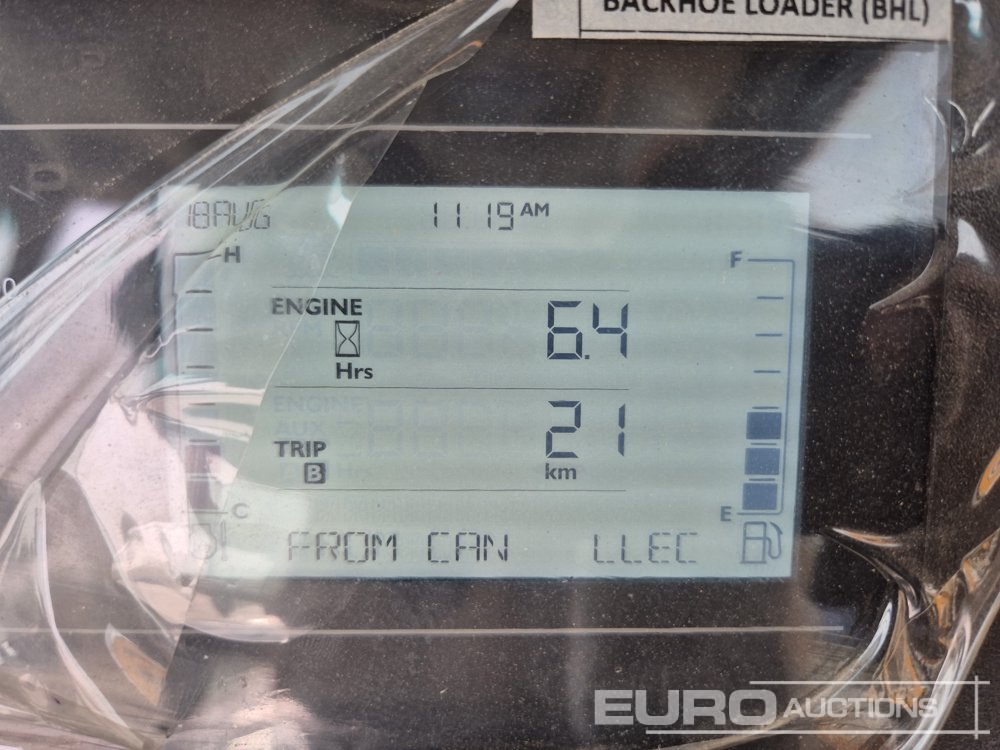 BACKHOE LOADER (BHL)
18AUG 11 19 AM
H F
ENGINE 6.4
Hrs
TRIP 21
B km
C E
FROM CAN LLEC
EURO AUCTIONS